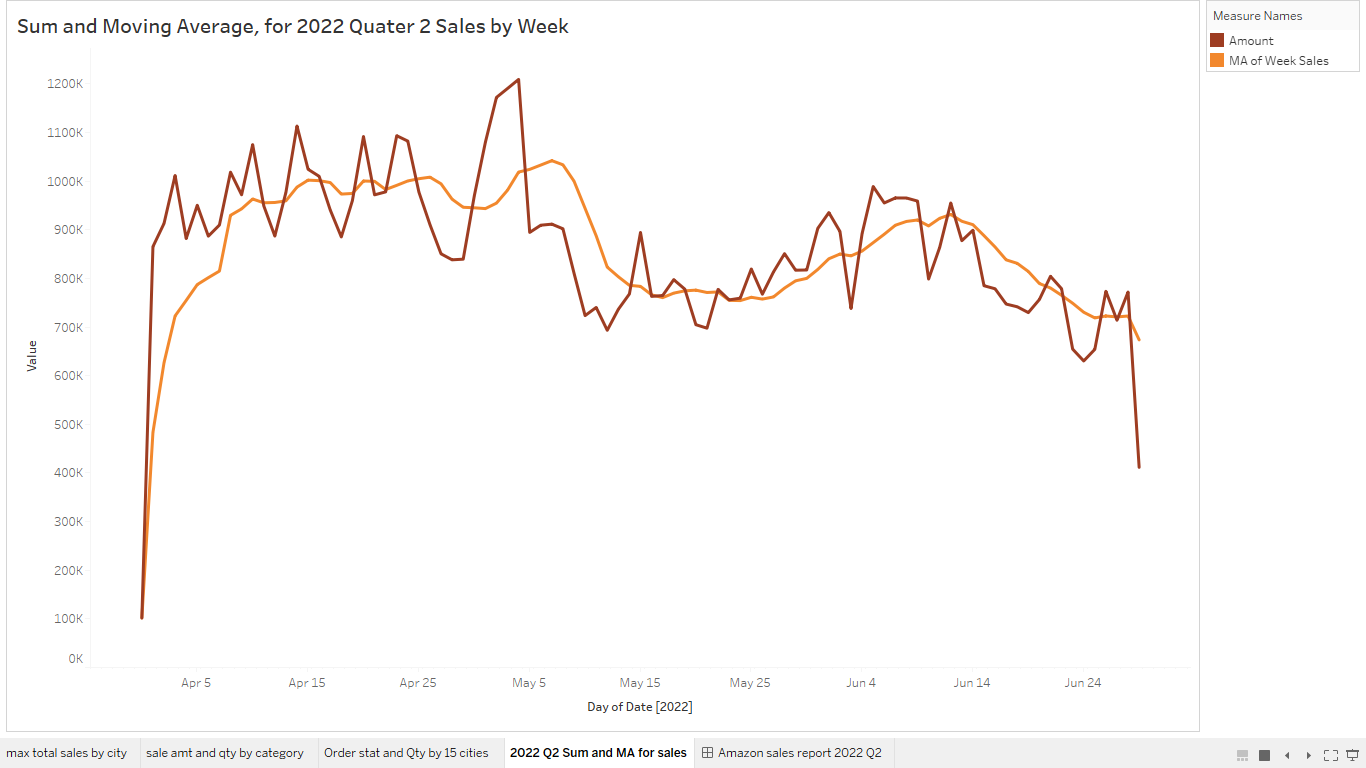 Sum and Moving Average, for 2022 Quater 2 Sales by Week
Measure Names
Amount
MA of Week Sales
1200K
1100K
1000K
900K
800K
700K
600K
500K
400K
300K
200K
100K
0K
Value
Apr 5 Apr 15 Apr 25 May 5 May 15 May 25 Jun 4 Jun 14 Jun 24
Day of Date [2022]
max total sales by city sale amt and qty by category Order stat and Qty by 15 cities 2022 Q2 Sum and MA for sales Amazon sales report 2022 Q2